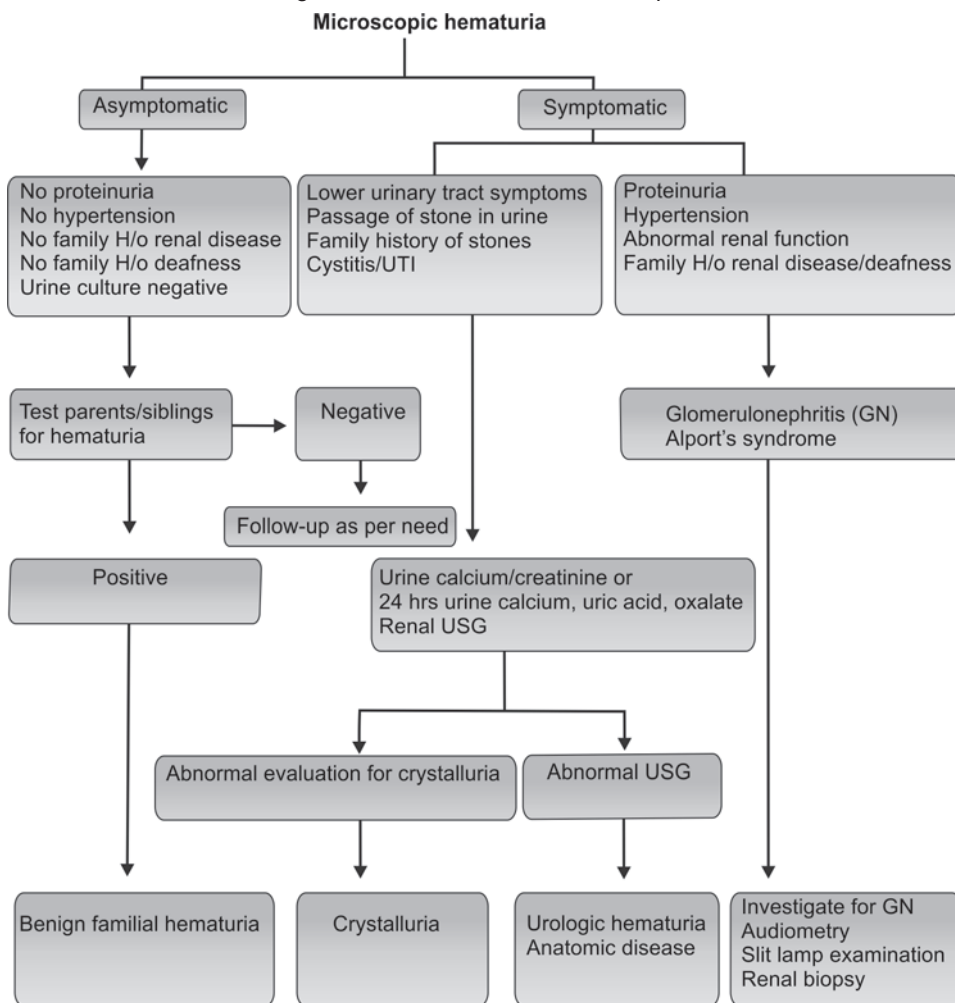 Microscopic hematuria
Asymptomatic
Symptomatic
No proteinuria
No hypertension
No family H/o renal disease
No family H/o deafness
Urine culture negative
Lower urinary tract symptoms
Passage of stone in urine
Family history of stones
Cystitis/UTI
Proteinuria
Hypertension
Abnormal renal function
Family H/o renal disease/deafness
Test parents/siblings
for hematuria
Negative
Glomerulonephritis (GN)
Alport's syndrome
Follow-up as per need
Positive
Urine calcium/creatinine or
24 hrs urine calcium, uric acid, oxalate
Renal USG
Abnormal evaluation for crystalluria
Abnormal USG
Benign familial hematuria
Crystalluria
Urologic hematuria
Anatomic disease
Investigate for GN
Audiometry
Slit lamp examination
Renal biopsy